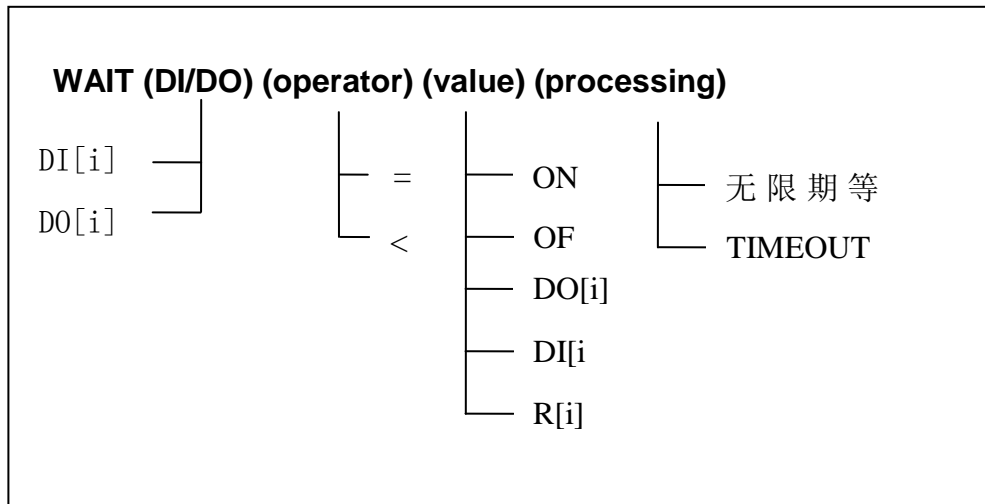 WAIT (DI/DO) (operator) (value) (processing)
DI[i]
DO[i]
=
<
ON
OF
DO[i]
DI[i
R[i]
无限期等
TIMEOUT